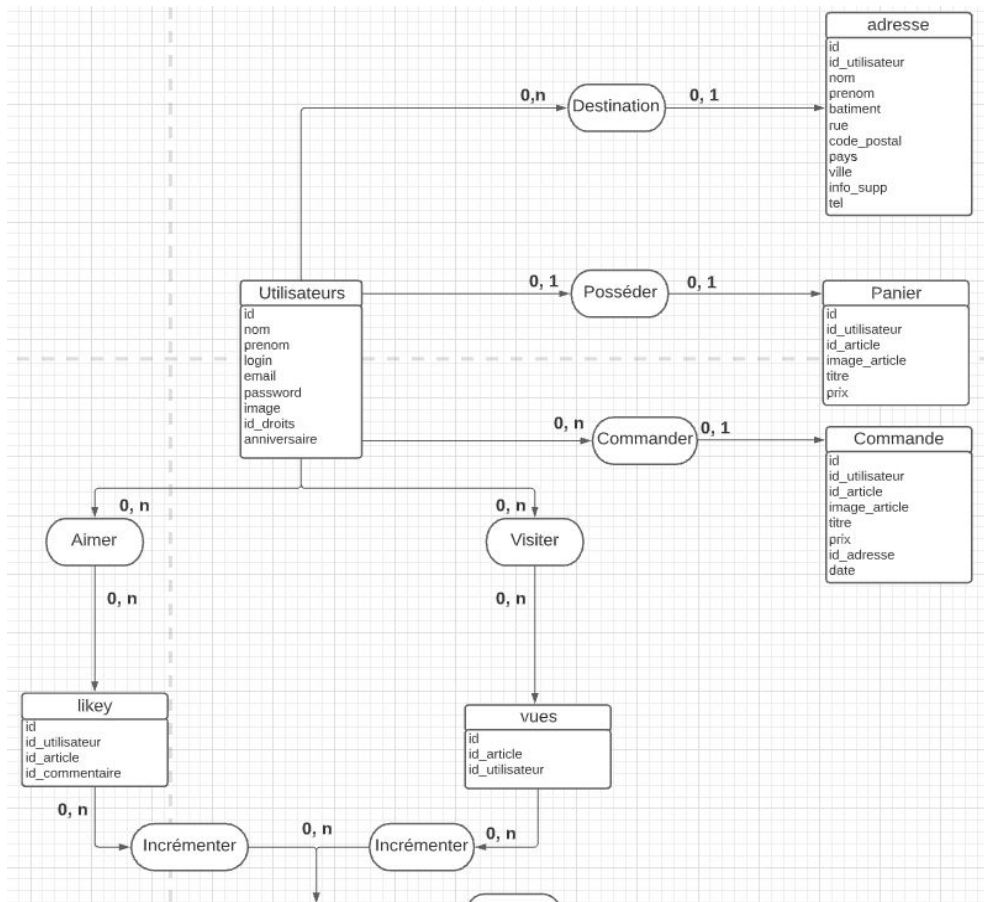 adresse
id
id_utilisateur
nom
prenom
batiment
rue
code_postal
pays
ville
info_supp
tel
0,n
Destination
0, 1
Utilisateurs
id
nom
prenom
login
email
password
image
id_droits
anniversaire
0, 1
Posséder
0, 1
Panier
id
id_utilisateur
id_article
image_article
titre
prix
0, n
Commander
0, 1
Commande
id
id_utilisateur
id_article
image_article
titre
prix
id_adresse
date
0, n
Aimer
0, n
0, n
Visiter
0, n
likey
id
id_utilisateur
id_article
id_commentaire
vues
id
id_article
id_utilisateur
0, n
Incrémenter
0, n
Incrémenter
0, n